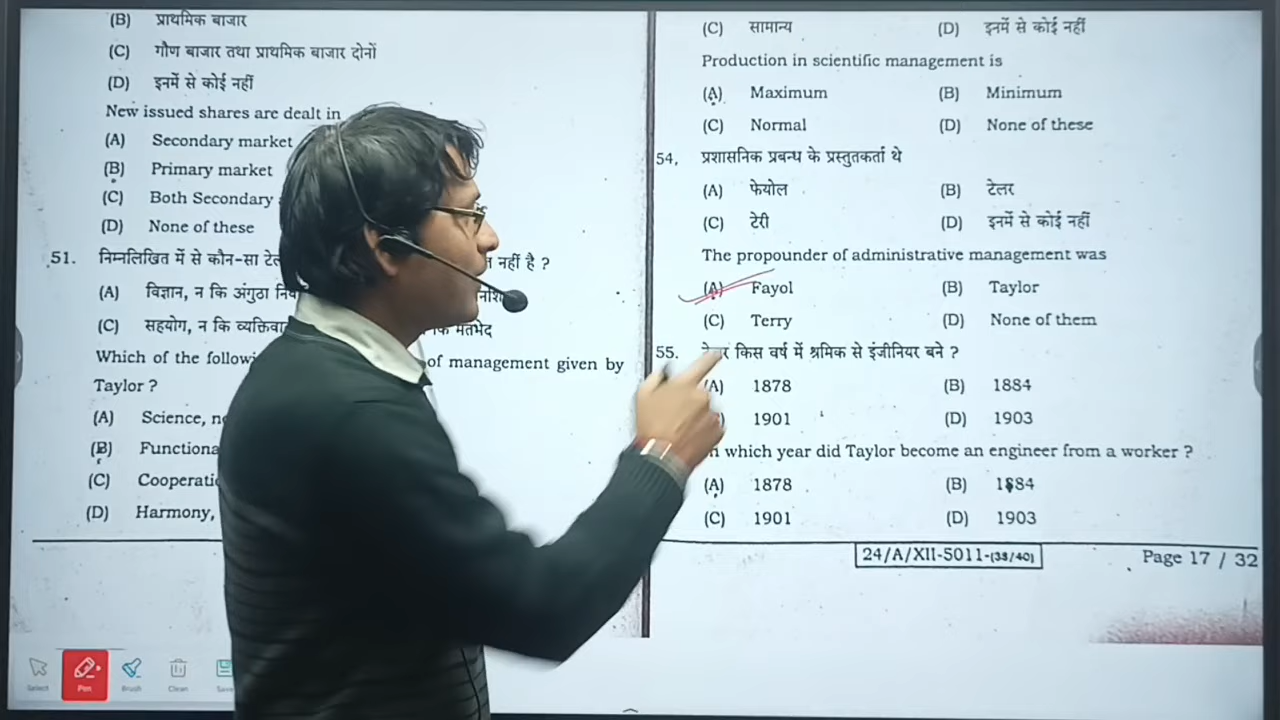 (B) प्राथमिक बाजार
(C) गौण बाजार तथा प्राथमिक बाजार दोनों
(D) इनमें से कोई नहीं
New issued shares are dealt in
(A) Secondary market
(B) Primary market
(C) Both Secondary
(D) None of these
51. निम्नलिखित में से कौन-सा नहीं है ?
(A) विज्ञान, न कि अंगुठा
(C) सहयोग, न कि मतभेद
Which of the of management given by
Taylor ?
(A) Science,
(B)
(C)
(D) Harmony,
(C) सामान्य (D) इनमें से कोई नहीं
Production in scientific management is
(A) Maximum (B) Minimum
(C) Normal (D) None of these
54, प्रशासनिक प्रबन्ध के प्रस्तुतकर्ता थे
(A) फेयोल (B) टेलर
(C) टेरी (D) इनमें से कोई नहीं
The propounder of administrative management was
(A) Fayol (B) Taylor
(C) Terry (D) None of them
55. किस वर्ष में श्रमिक से इंजीनियर बने ?
(A) 1878 (B) 1884
1901 (D) 1903
which year did Taylor become an engineer from a worker ?
(A) 1878 (B) 1884
(C) 1901 (D) 1903
24/A/XII-5011-(38/40) Page 17 / 32
Select Pen Brush Clean